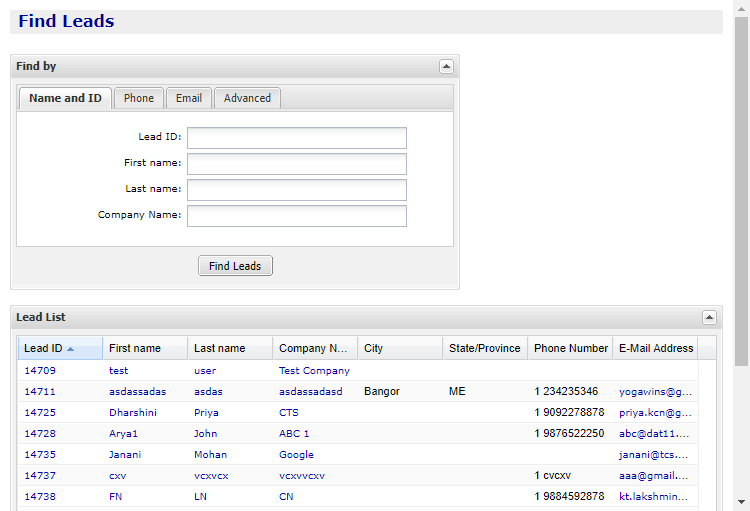 Find Leads
Find by
Name and ID Phone Email Advanced
Lead ID:
First name:
Last name:
Company Name:
Find Leads
Lead List
Lead ID First name Last name Company N... City State/Province Phone Number E-Mail Address
14709 test user Test Company
14711 asdassadas asdas asdassadasd Bangor ME 1 234235346 yogawins@g...
14725 Dharshini Priya CTS 1 9092278878 priya.kcn@g...
14728 Arya1 John ABC 1 1 9876522250 abc@dat11....
14735 Janani Mohan Google janani@tcs....
14737 cxv vcxvcx vcxvvcxv 1 cvcxv aaa@gmail....
14738 FN LN CN 1 9884592878 kt.lakshmin...